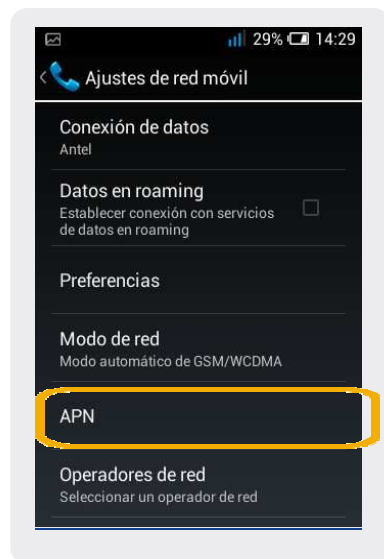 29% 14:29
Ajustes de red móvil
Conexión de datos
Antel
Datos en roaming
Establecer conexión con servicios
de datos en roaming
Preferencias
Modo de red
Modo automático de GSM/WCDMA
APN
Operadores de red
Seleccionar un operador de red